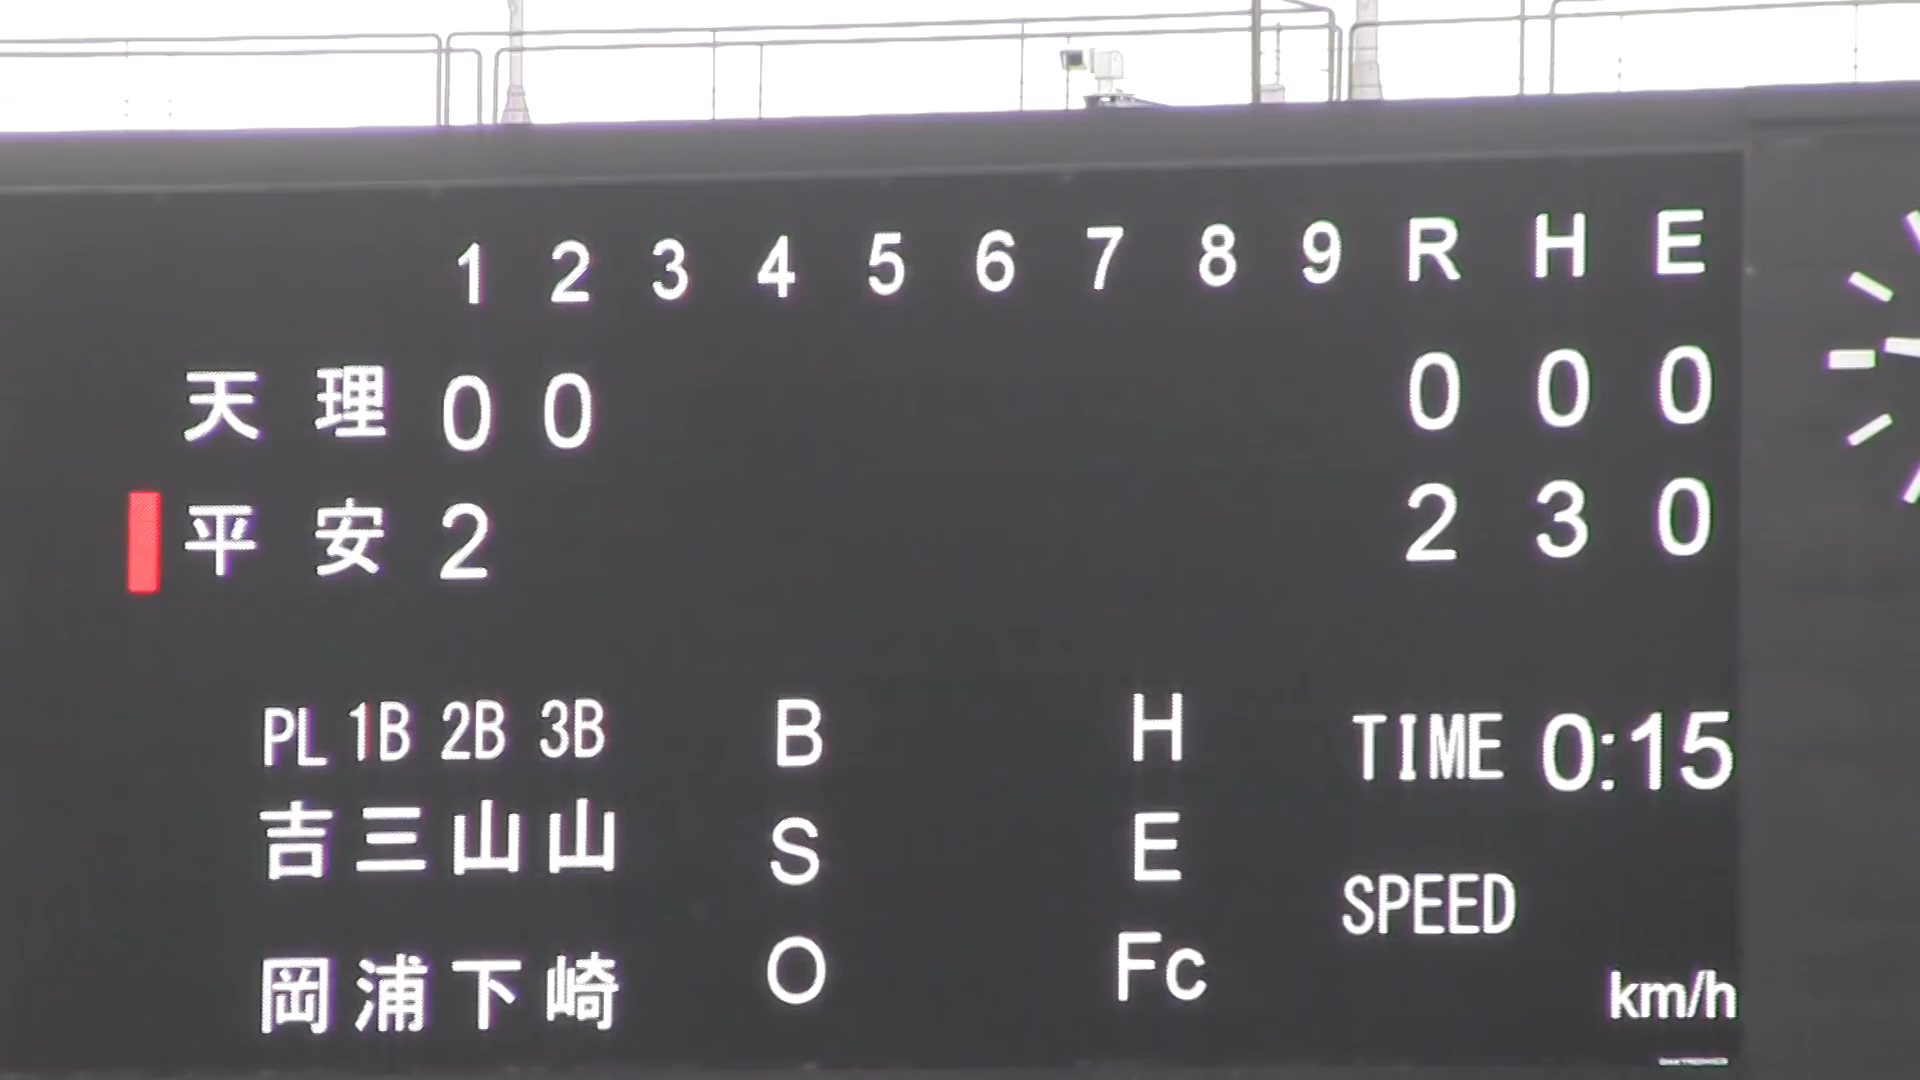 1 2 3 4 5 6 7 8 9 R H E
天理 0 0 0 0 0
平安 2 2 3 0
PL 1B 2B 3B B H TIME 0:15
吉 三 山 山 S E SPEED
岡 浦 下 崎 O Fc km/h